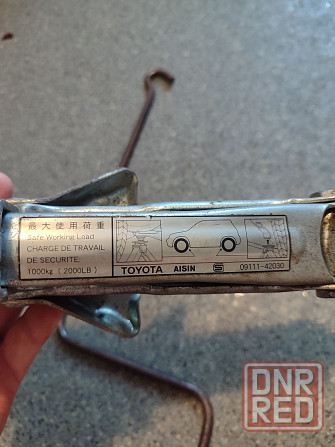 最大使用荷重
Safe Working Load
CHARGE DE TRAVAIL
DE SECURITE:
1000kg (2000LB)
TOYOTA AISIN S 09111-42030
DNR
RED